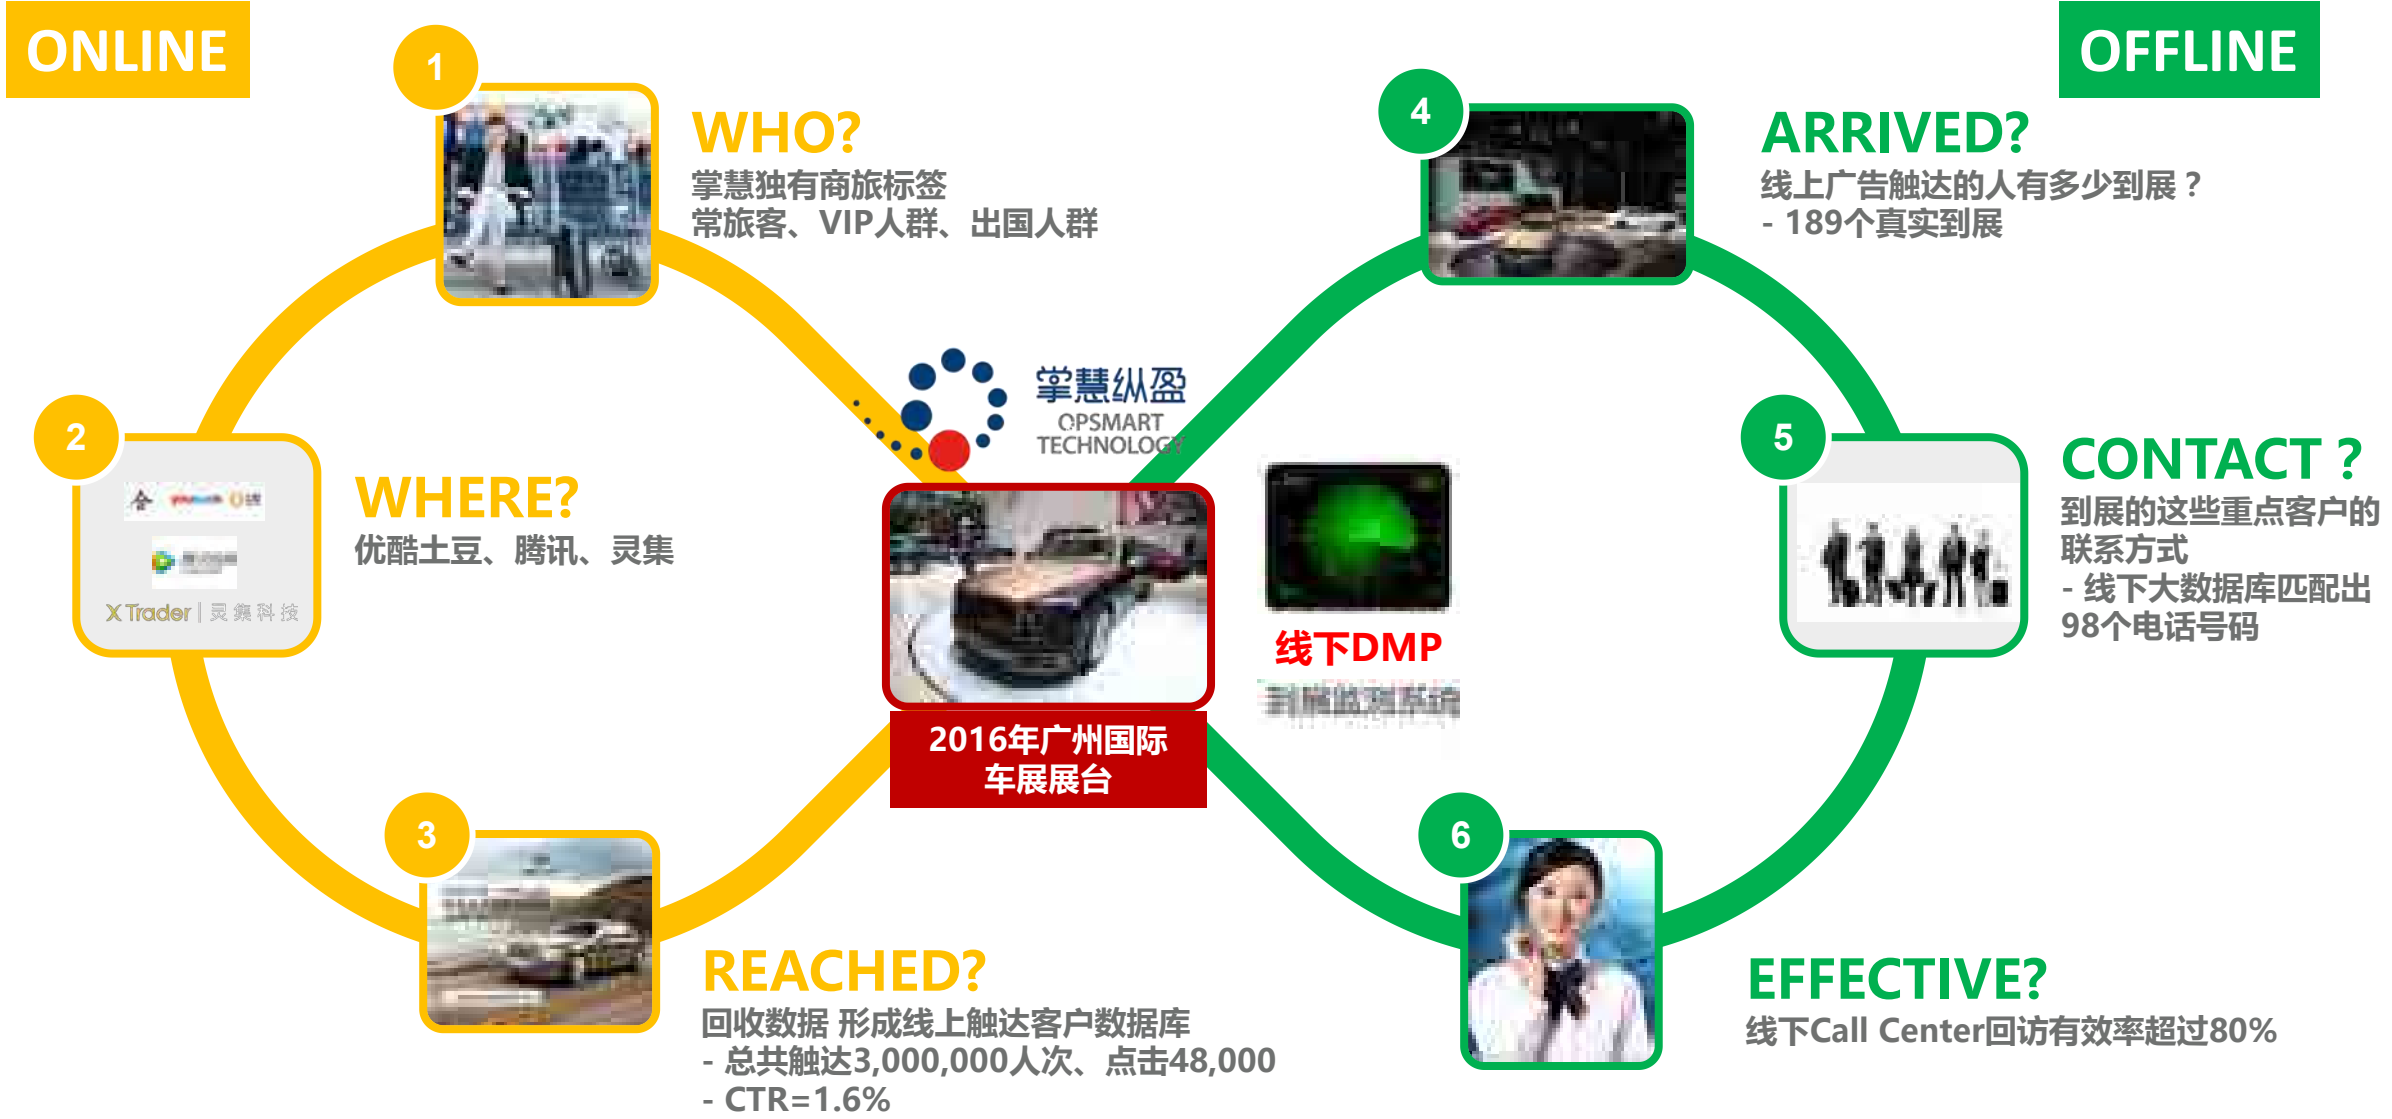 ONLINE
OFFLINE
1
WHO?
掌慧独有商旅标签
常旅客、VIP人群、出国人群
2
XTrader | 灵集科技
WHERE?
优酷土豆、腾讯、灵集
3
REACHED?
回收数据 形成线上触达客户数据库
- 总共触达3,000,000人次、点击48,000
- CTR=1.6%
掌慧纵盈
OPSMART
TECHNOLOGY
2016年广州国际
车展展台
线下DMP
到展监测系统
4
ARRIVED?
线上广告触达的人有多少到展？
- 189个真实到展
5
CONTACT？
到展的这些重点客户的
联系方式
- 线下大数据库匹配出
98个电话号码
6
EFFECTIVE?
线下Call Center回访有效率超过80%